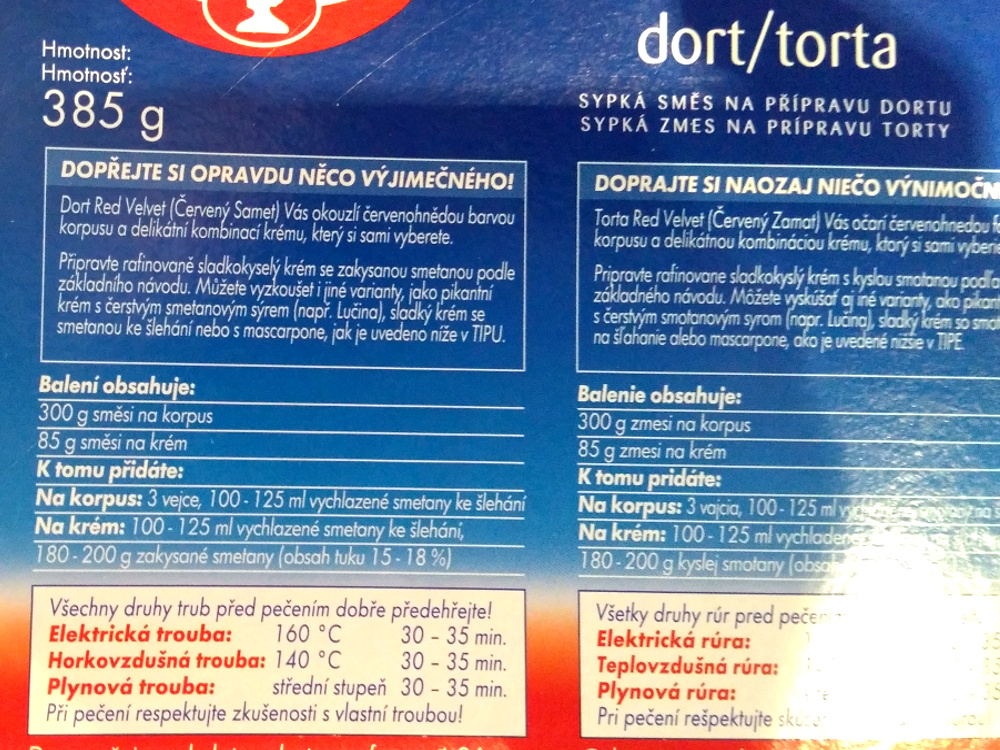 Hmotnost:
Hmotnosť:
385 g
dort/torta
SYPKÁ SMĚS NA PŘÍPRAVU DORTU
SYPKÁ ZMES NA PRÍPRAVU TORTY
DOPŘEJTE SI OPRAVDU NĚCO VÝJIMEČNÉHO!
Dort Red Velvet (Červený Samet) Vás okouzlí červenohnědou barvou
korpusu a delikátní kombinací krému, který si sami vyberete.
Připravte rafinovaně sladkokyselý krém se zakysanou smetanou podle
základního návodu. Můžete vyzkoušet i jiné varianty, jako pikantní
krém s čerstvým smetanovým sýrem (např. Lučina), sladký krém se
smetanou ke šlehání nebo s mascarpone, jak je uvedeno níže v TIPU.
Balení obsahuje:
300 g směsi na korpus
85 g směsi na krém
K tomu přidáte:
Na korpus: 3 vejce, 100 - 125 ml vychlazené smetany ke šlehání
Na krém: 100 - 125 ml vychlazené smetany ke šlehání,
180 - 200 g zakysané smetany (obsah tuku 15 - 18 %)
Všechny druhy trub před pečením dobře předehřejte!
Elektrická trouba: 160 °C 30 - 35 min.
Horkovzdušná trouba: 140 °C 30 - 35 min.
Plynová trouba: střední stupeň 30 - 35 min.
Při pečení respektujte zkušenosti s vlastní troubou!
DOPRAJTE SI NAOZAJ NIEČO VÝNIMOČN
Torta Red Velvet (Červený Zamat) Vás očarí červenohnedou
korpusu a delikátnou kombináciou krému, ktorý si sami vyber
Pripravte rafinovane sladkokyslý krém s kyslou smotanou podľa
základného návodu. Môžete vyskúšať aj iné varianty, ako pikan
s čerstvým smotanovým syrom (napr. Lučina), sladký krém so
na šľahanie alebo mascarpone, ako je uvedené nižšie v TIPE.
Balenie obsahuje:
300 g zmesi na korpus
85 g zmesi na krém
K tomu pridáte:
Na korpus: 3 vajcia, 100 - 125 ml
Na krém: 100 - 125 ml
180 - 200 g kyslej smotany
Všetky druhy rúr pred
Elektrická rúra:
Teplovzdušná rúra:
Plynová rúra:
Pri pečení rešpektujte